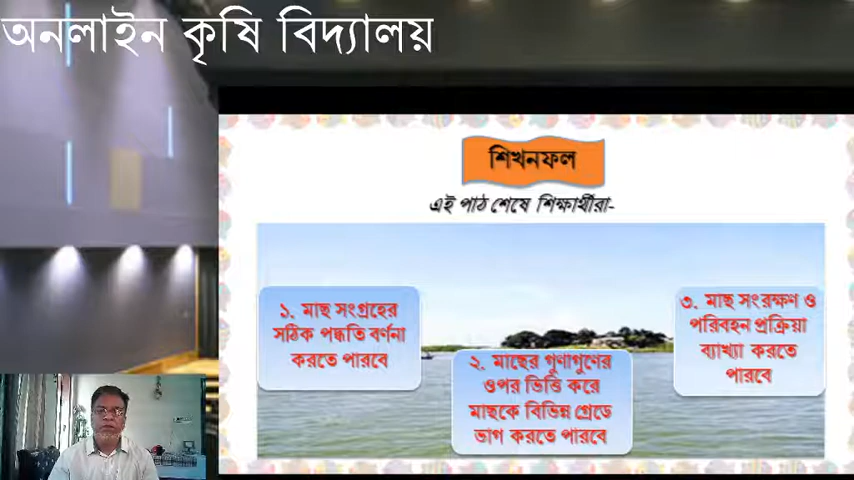 অনলাইন কৃষি বিদ্যালয়
শিখনফল
এই পাঠ শেষে শিক্ষার্থীরা-
১. মাছ সংগ্রহের
সঠিক পদ্ধতি বর্ণনা
করতে পারবে
২. মাছের গুণাগুণের
ওপর ভিত্তি করে
মাছকে বিভিন্ন গ্রেডে
ভাগ করতে পারবে
৩. মাছ সংরক্ষণ ও
পরিবহন প্রক্রিয়া
ব্যাখ্যা করতে
পারবে